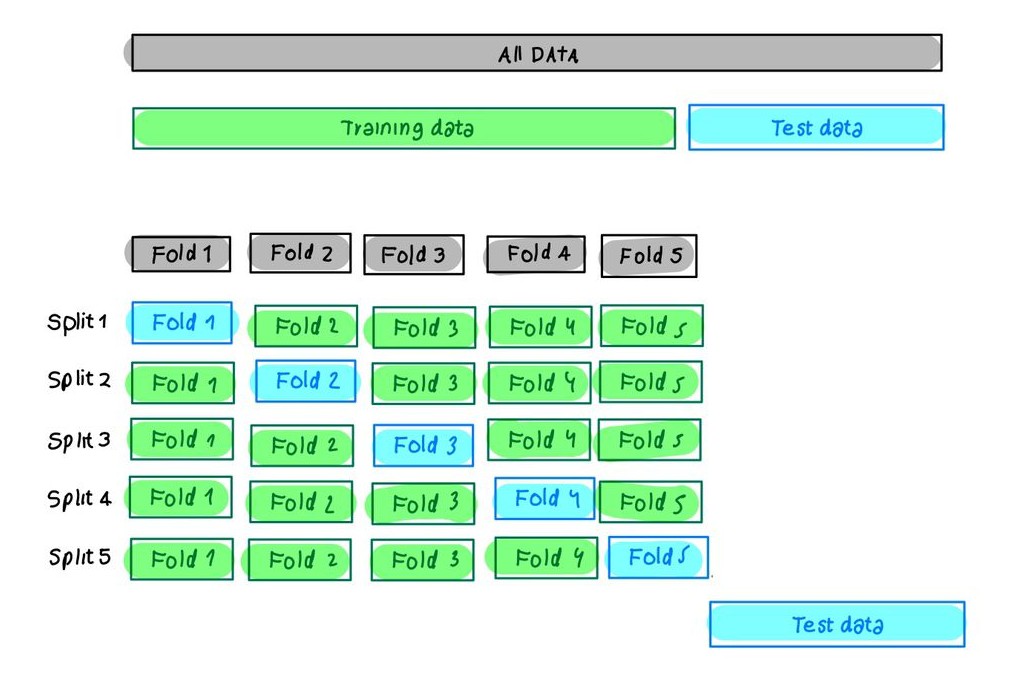 All DATA
Training data Test data
Fold 1 Fold 2 Fold 3 Fold 4 Fold 5
Split 1 Fold 1 Fold 2 Fold 3 Fold 4 Fold 5
Split 2 Fold 1 Fold 2 Fold 3 Fold 4 Fold 5
Split 3 Fold 1 Fold 2 Fold 3 Fold 4 Fold 5
Split 4 Fold 1 Fold 2 Fold 3 Fold 4 Fold 5
Split 5 Fold 1 Fold 2 Fold 3 Fold 4 Fold 5
Test data